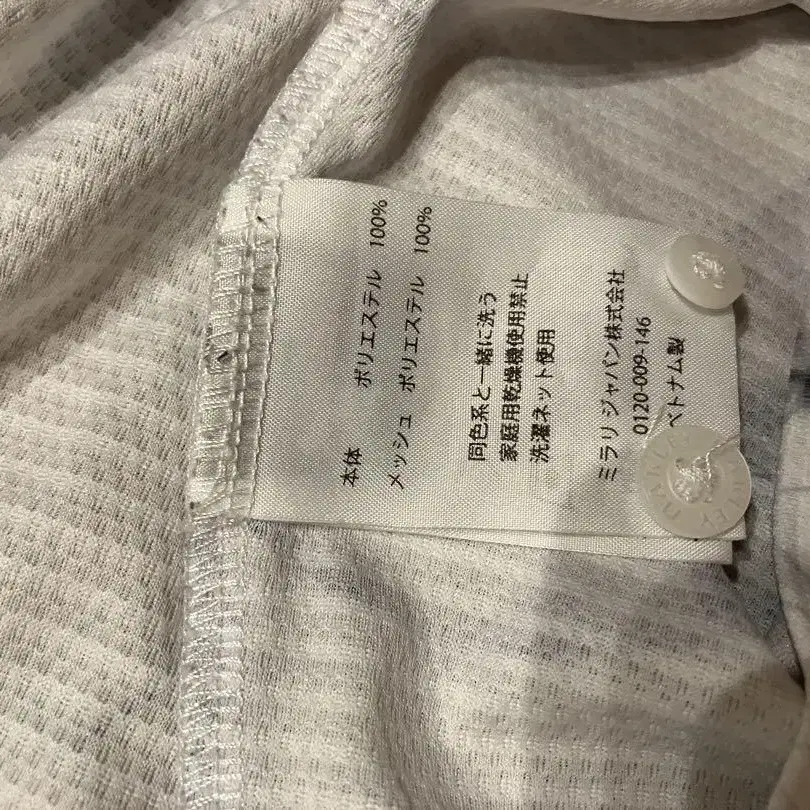 本体 ポリエステル 100%
メッシュ ポリエステル 100%
同色系と一緒に洗う
家庭用乾燥機使用禁止
洗濯ネット使用
ミラリ ジャパン株式会社
0120-009-146
ベトナム製
OAKLEY